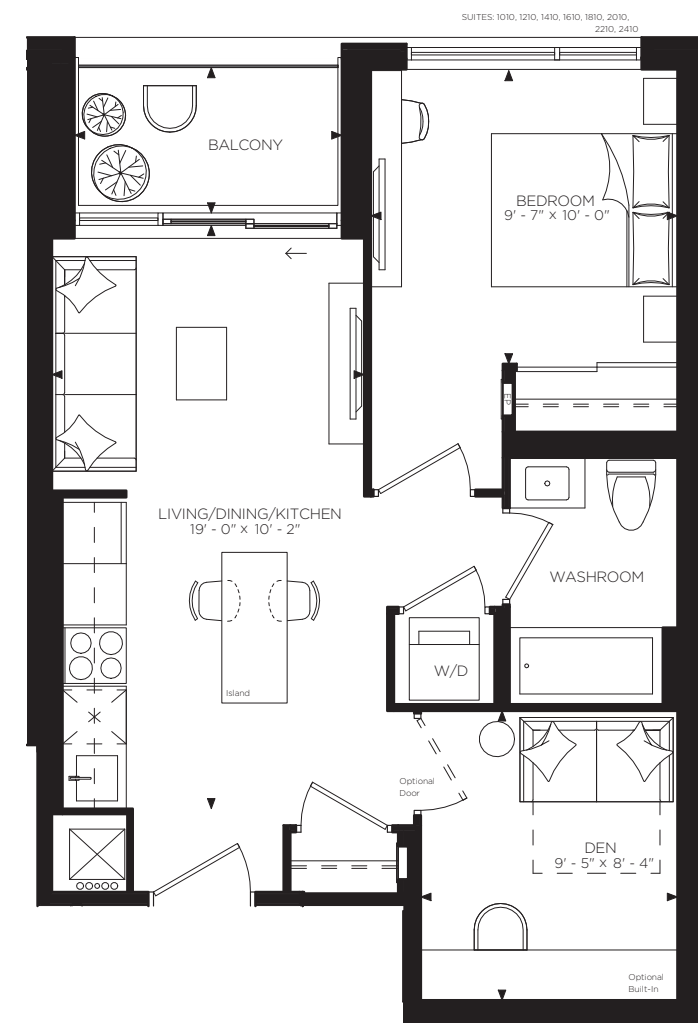 SUITES: 1010, 1210, 1410, 1610, 1810, 2010,
2210, 2410
BALCONY
BEDROOM
9' - 7" x 10' - 0"
EP
LIVING/DINING/KITCHEN
19' - 0" x 10' - 2"
WASHROOM
W/D
Island
Optional
Door
DEN
9' - 5" x 8' - 4"
Optional
Built-In